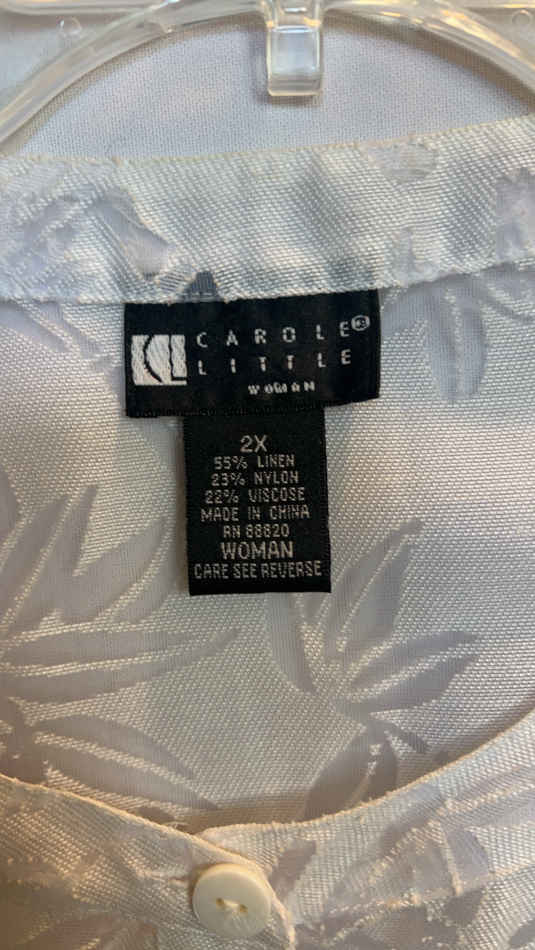 CL CAROLE®
LITTLE
WOMAN
2X
55% LINEN
23% NYLON
22% VISCOSE
MADE IN CHINA
RN 88820
WOMAN
CARE SEE REVERSE